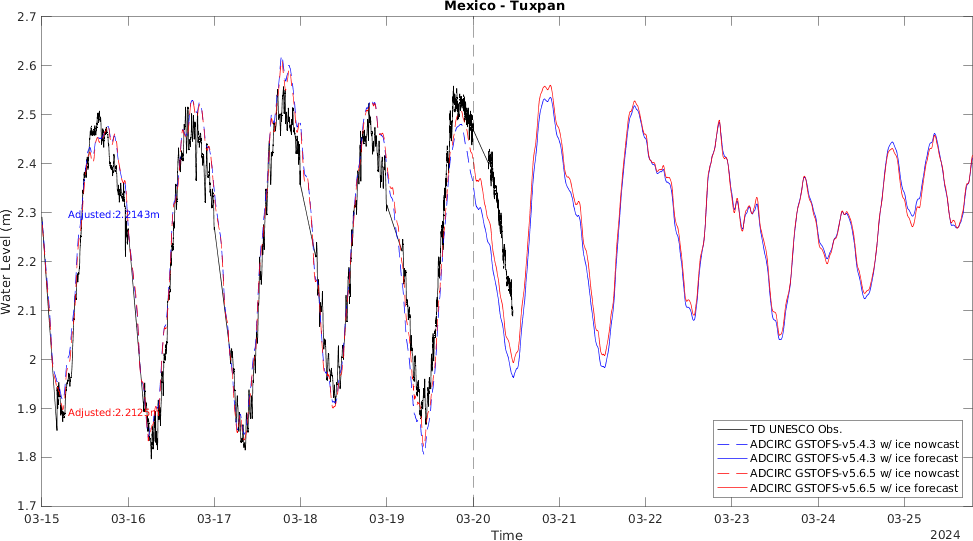 Mexico - Tuxpan
2.7
2.6
2.5
2.4
2.3
2.2
2.1
2
1.9
1.8
1.7
Water Level (m)
Adjusted:2.2143m
Adjusted:2.2125m
TD UNESCO Obs.
ADCIRC GSTOFS-v5.4.3 w/ ice nowcast
ADCIRC GSTOFS-v5.4.3 w/ ice forecast
ADCIRC GSTOFS-v5.6.5 w/ ice nowcast
ADCIRC GSTOFS-v5.6.5 w/ ice forecast
03-15 03-16 03-17 03-18 03-19 03-20 03-21 03-22 03-23 03-24 03-25
Time
2024